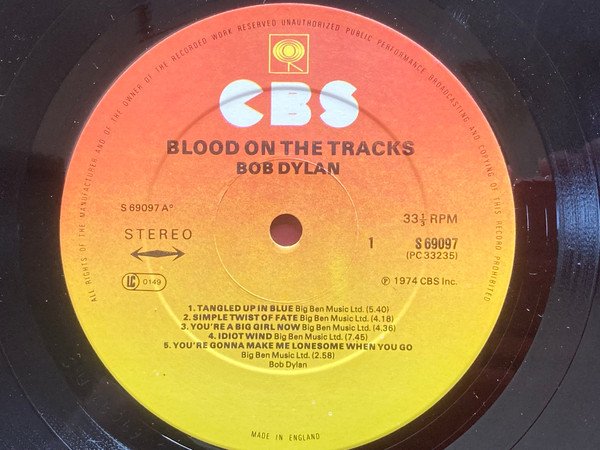 ALL RIGHTS OF THE MANUFACTURER AND OF THE OWNER OF THE RECORDED WORK RESERVED UNAUTHORIZED PUBLIC PERFORMANCE BROADCASTING AND COPYING OF THIS RECORD PROHIBITED
CBS
BLOOD ON THE TRACKS
BOB DYLAN
S 69097 A°
33⅓ RPM
STEREO
1
S 69097
(PC 33235)
LC 0149
℗ 1974 CBS Inc.
1. TANGLED UP IN BLUE Big Ben Music Ltd. (5.40)
2. SIMPLE TWIST OF FATE Big Ben Music Ltd. (4.18)
3. YOU'RE A BIG GIRL NOW Big Ben Music Ltd. (4.36)
4. IDIOT WIND Big Ben Music Ltd. (7.45)
5. YOU'RE GONNA MAKE ME LONESOME WHEN YOU GO
Big Ben Music Ltd. (2.58)
Bob Dylan
MADE IN ENGLAND